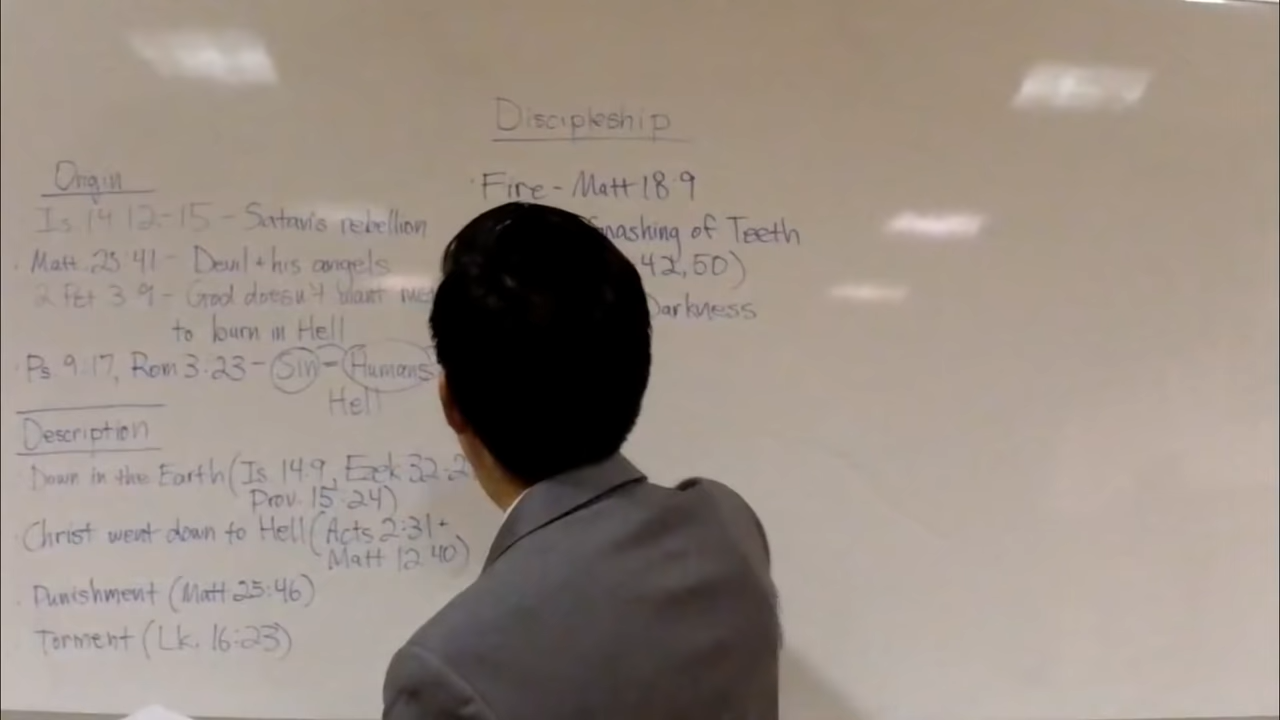 Discipleship
Origin
Is. 14:12-15 - Satan's rebellion
· Matt. 25:41 - Devil + his angels
2 Pet 3:9 - God doesn't want
to burn in Hell
· Ps. 9:17, Rom 3:23 - Sin - Humans
Hell
Description
Down in the Earth (Is. 14:9, Ezek 32:2
Prov. 15:24)
· Christ went down to Hell (Acts 2:31 +
Matt 12:40)
· Punishment (Matt 25:46)
Torment (Lk. 16:23)
· Fire - Matt 18:9
nashing of Teeth
42, 50)
Darkness